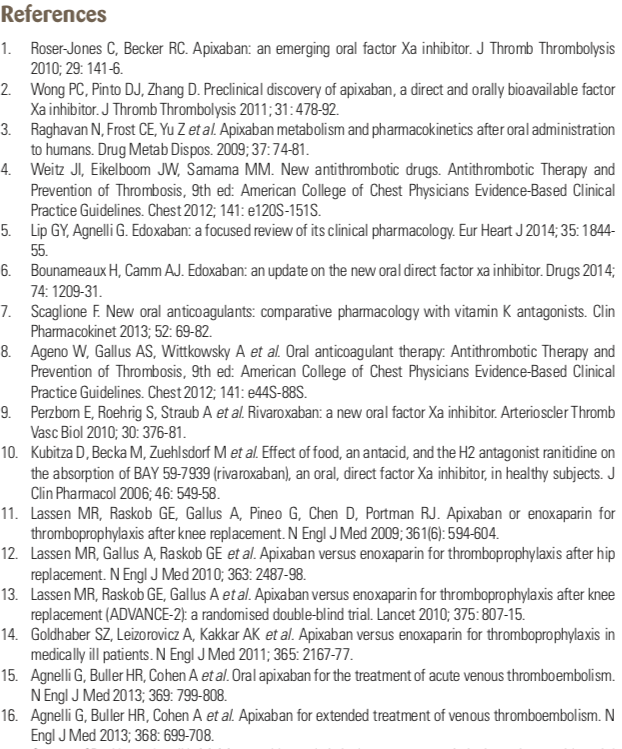 References
1. Roser-Jones C, Becker RC. Apixaban: an emerging oral factor Xa inhibitor. J Thromb Thrombolysis
2010; 29: 141-6.
2. Wong PC, Pinto DJ, Zhang D. Preclinical discovery of apixaban, a direct and orally bioavailable factor
Xa inhibitor. J Thromb Thrombolysis 2011; 31: 478-92.
3. Raghavan N, Frost CE, Yu Z et al. Apixaban metabolism and pharmacokinetics after oral administration
to humans. Drug Metab Dispos. 2009; 37: 74-81.
4. Weitz JI, Eikelboom JW, Samama MM. New antithrombotic drugs. Antithrombotic Therapy and
Prevention of Thrombosis, 9th ed: American College of Chest Physicians Evidence-Based Clinical
Practice Guidelines. Chest 2012; 141: e120S-151S.
5. Lip GY, Agnelli G. Edoxaban: a focused review of its clinical pharmacology. Eur Heart J 2014; 35: 1844-
55.
6. Bounameaux H, Camm AJ. Edoxaban: an update on the new oral direct factor xa inhibitor. Drugs 2014;
74: 1209-31.
7. Scaglione F. New oral anticoagulants: comparative pharmacology with vitamin K antagonists. Clin
Pharmacokinet 2013; 52: 69-82.
8. Ageno W, Gallus AS, Wittkowsky A et al. Oral anticoagulant therapy: Antithrombotic Therapy and
Prevention of Thrombosis, 9th ed: American College of Chest Physicians Evidence-Based Clinical
Practice Guidelines. Chest 2012; 141: e44S-88S.
9. Perzborn E, Roehrig S, Straub A et al. Rivaroxaban: a new oral factor Xa inhibitor. Arterioscler Thromb
Vasc Biol 2010; 30: 376-81.
10. Kubitza D, Becka M, Zuehlsdorf M et al. Effect of food, an antacid, and the H2 antagonist ranitidine on
the absorption of BAY 59-7939 (rivaroxaban), an oral, direct factor Xa inhibitor, in healthy subjects. J
Clin Pharmacol 2006; 46: 549-58.
11. Lassen MR, Raskob GE, Gallus A, Pineo G, Chen D, Portman RJ. Apixaban or enoxaparin for
thromboprophylaxis after knee replacement. N Engl J Med 2009; 361(6): 594-604.
12. Lassen MR, Gallus A, Raskob GE et al. Apixaban versus enoxaparin for thromboprophylaxis after hip
replacement. N Engl J Med 2010; 363: 2487-98.
13. Lassen MR, Raskob GE, Gallus A et al. Apixaban versus enoxaparin for thromboprophylaxis after knee
replacement (ADVANCE-2): a randomised double-blind trial. Lancet 2010; 375: 807-15.
14. Goldhaber SZ, Leizorovicz A, Kakkar AK et al. Apixaban versus enoxaparin for thromboprophylaxis in
medically ill patients. N Engl J Med 2011; 365: 2167-77.
15. Agnelli G, Buller HR, Cohen A et al. Oral apixaban for the treatment of acute venous thromboembolism.
N Engl J Med 2013; 369: 799-808.
16. Agnelli G, Buller HR, Cohen A et al. Apixaban for extended treatment of venous thromboembolism. N
Engl J Med 2013; 368: 699-708.